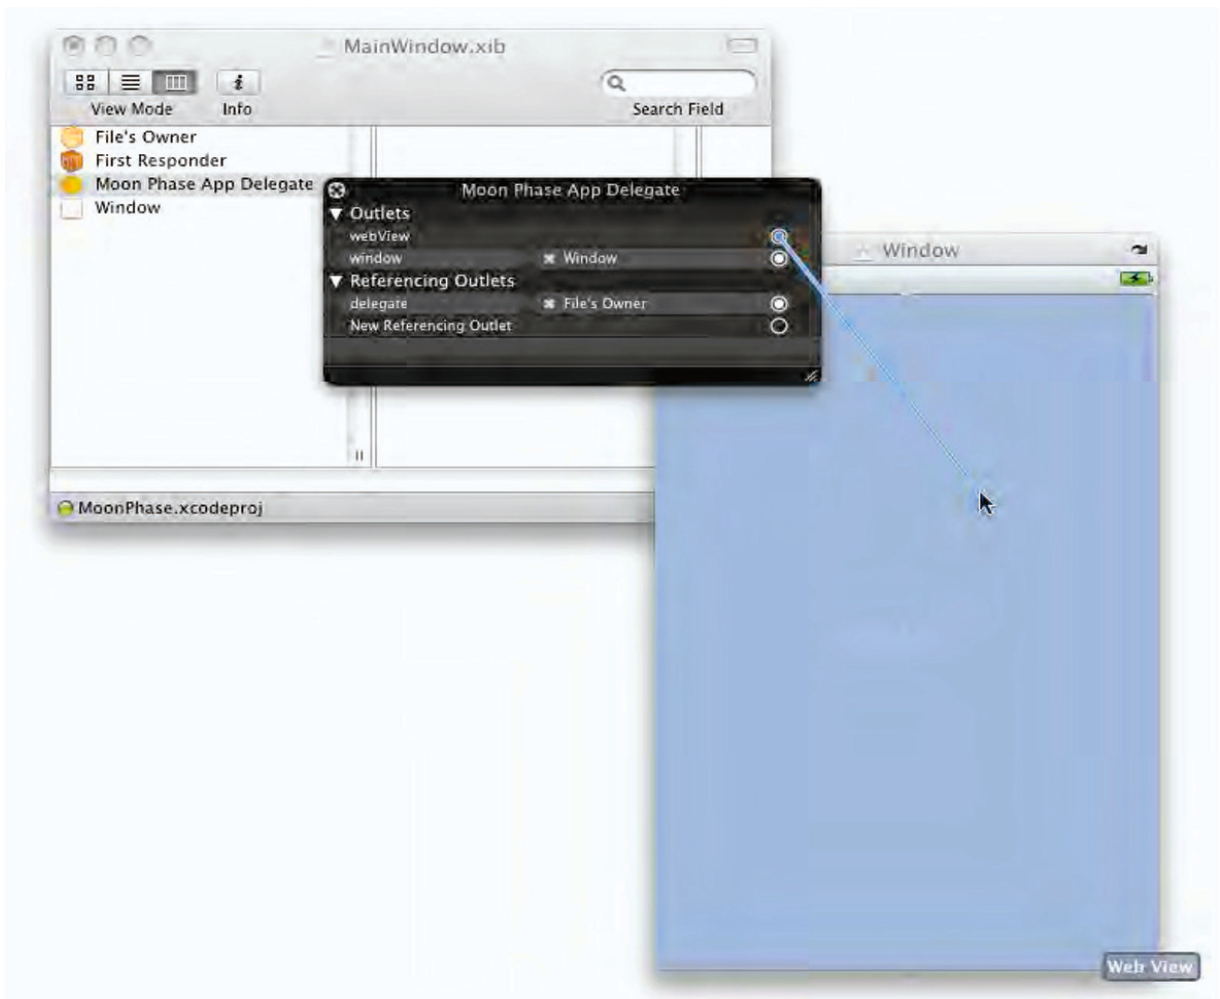 MainWindow.xib
View Mode
Info
Search Field
File's Owner
First Responder
Moon Phase App Delegate
Window
Moon Phase App Delegate
Outlets
webView
window
Window
Referencing Outlets
delegate
File's Owner
New Referencing Outlet
Window
MoonPhase.xcodeproj
Web View